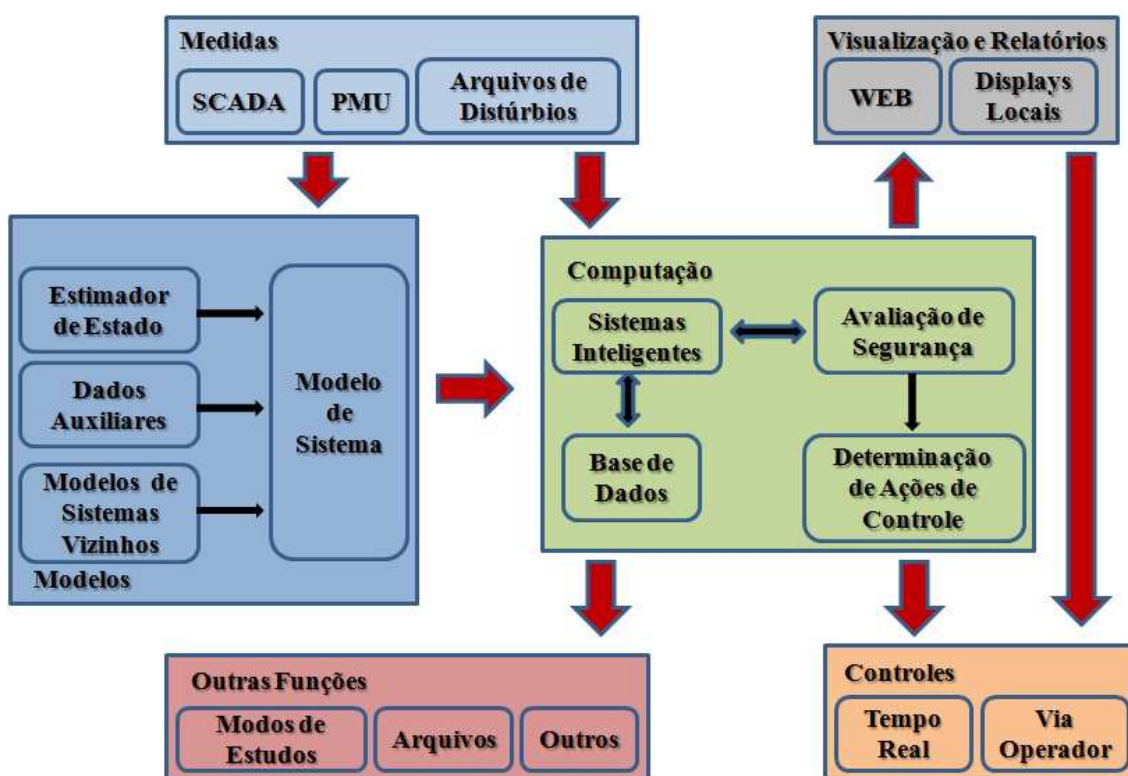 Medidas
SCADA
PMU
Arquivos de
Distúrbios
Visualização e Relatórios
WEB
Displays
Locais
Estimador
de Estado
Dados
Auxiliares
Modelos de
Sistemas
Vizinhos
Modelo
de
Sistema
Modelos
Computação
Sistemas
Inteligentes
Avaliação de
Segurança
Base de
Dados
Determinação
de Ações de
Controle
Outras Funções
Modos de
Estudos
Arquivos
Outros
Controles
Tempo
Real
Via
Operador